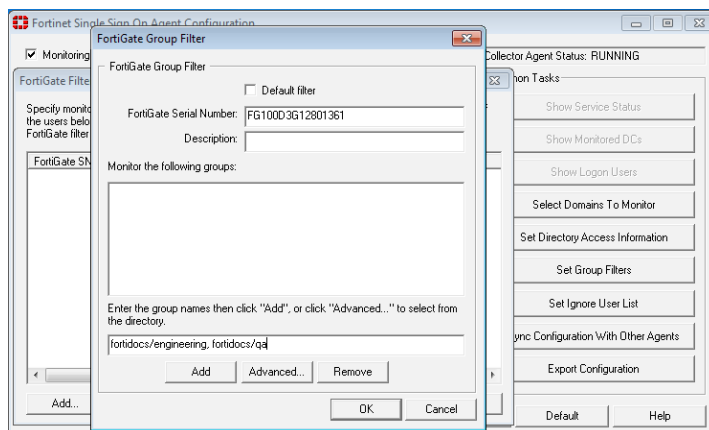 Fortinet Single Sign On Agent Configuration
Monitoring
Collector Agent Status: RUNNING
FortiGate Filte
Specify monito
the users belo
FortiGate filter
FortiGate SN
Add...
FortiGate Group Filter
FortiGate Group Filter
Default filter
FortiGate Serial Number: FG100D3G12801361
Description:
Monitor the following groups:
Enter the group names then click "Add", or click "Advanced..." to select from
the directory.
fortidocs/engineering, fortidocs/qa
Add Advanced... Remove
OK Cancel
mon Tasks
Show Service Status
Show Monitored DCs
Show Logon Users
Select Domains To Monitor
Set Directory Access Information
Set Group Filters
Set Ignore User List
ync Configuration With Other Agents
Export Configuration
Default Help